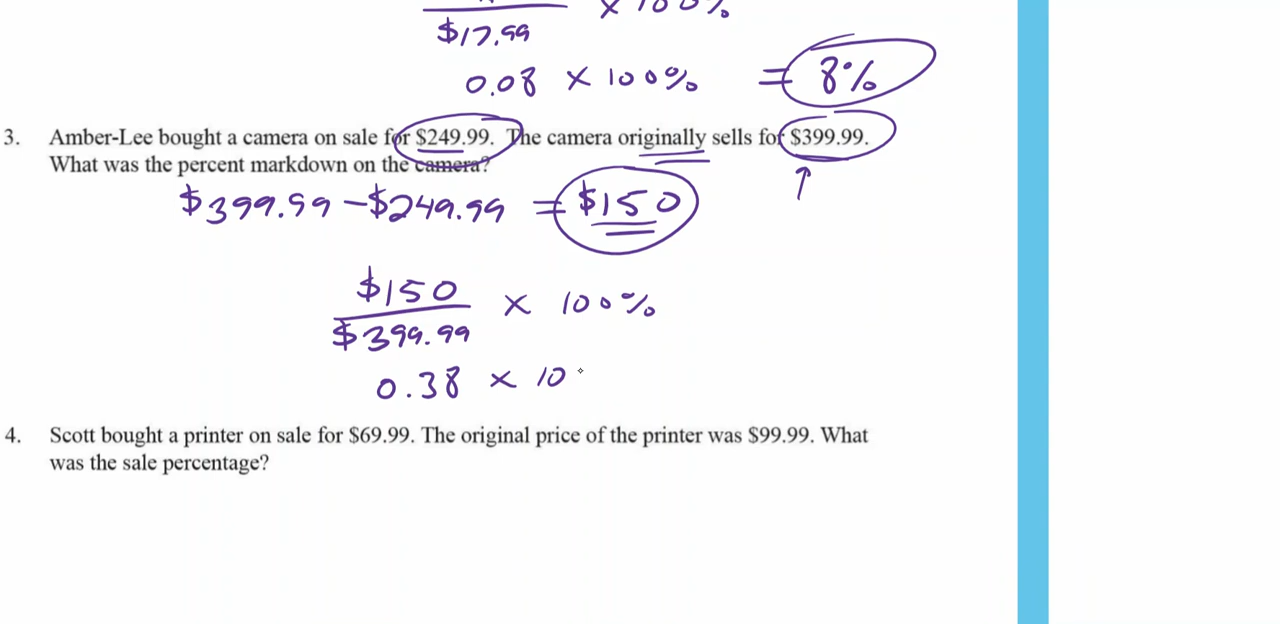 x 100%
$17.99
0.08 x 100% = 8%
3. Amber-Lee bought a camera on sale for $249.99. The camera originally sells for $399.99.
What was the percent markdown on the camera?
$399.99 - $249.99 = $150
$150
x 100%
$399.99
0.38 x 10
4. Scott bought a printer on sale for $69.99. The original price of the printer was $99.99. What
was the sale percentage?